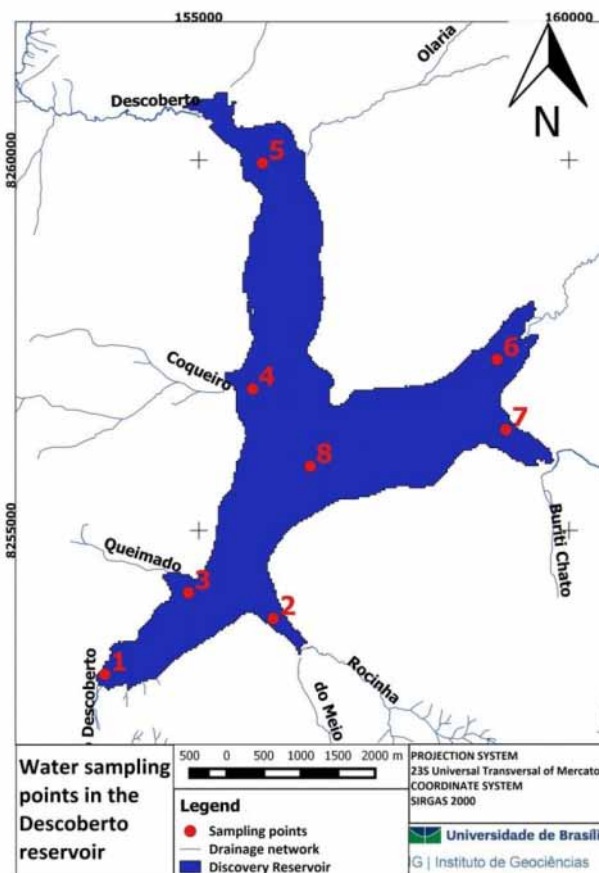 155000
160000
Olaria
Descoberto
N
5
8260000
6
Coqueiro
4
7
8
8255000
Buriti Chato
Queimado
3
2
1
Descoberto
Rocinha
do Meio
Water sampling
points in the
Descoberto
reservoir
500 0 500 1000 1500 2000 m
Legend
Sampling points
Drainage network
Discovery Reservoir
PROJECTION SYSTEM
23S Universal Transversal of Mercato
COORDINATE SYSTEM
SIRGAS 2000
Universidade de Brasíli
IG | Instituto de Geociências